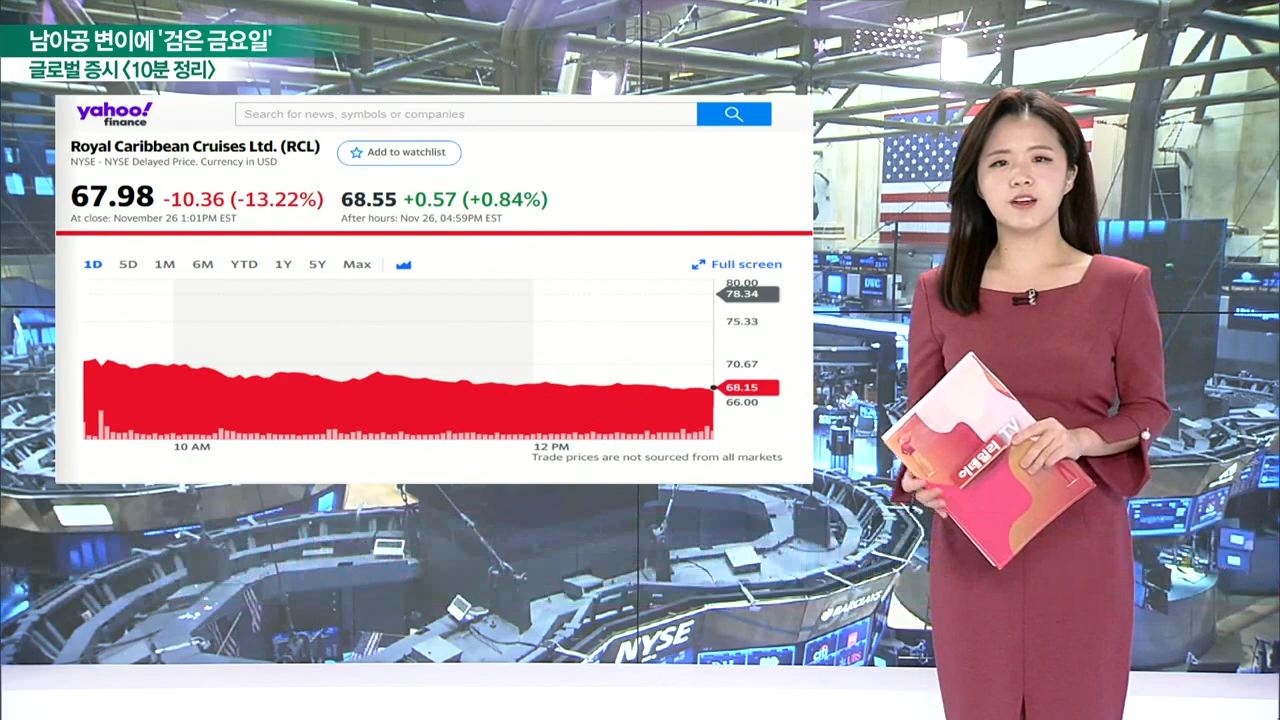 남아공 변이에 '검은 금요일'
글로벌 증시 <10분 정리>
yahoo!
finance
Search for news, symbols or companies
Royal Caribbean Cruises Ltd. (RCL)
NYSE - NYSE Delayed Price. Currency in USD
Add to watchlist
67.98 -10.36 (-13.22%)
At close: November 26 1:01PM EST
68.55 +0.57 (+0.84%)
After hours: Nov 26, 04:59PM EST
1D 5D 1M 6M YTD 1Y 5Y Max
Full screen
80.00
78.34
75.33
70.67
68.15
66.00
10 AM
12 PM
Trade prices are not sourced from all markets
이데일리 TV
BARCLAYS
NYSE
citi
UBS